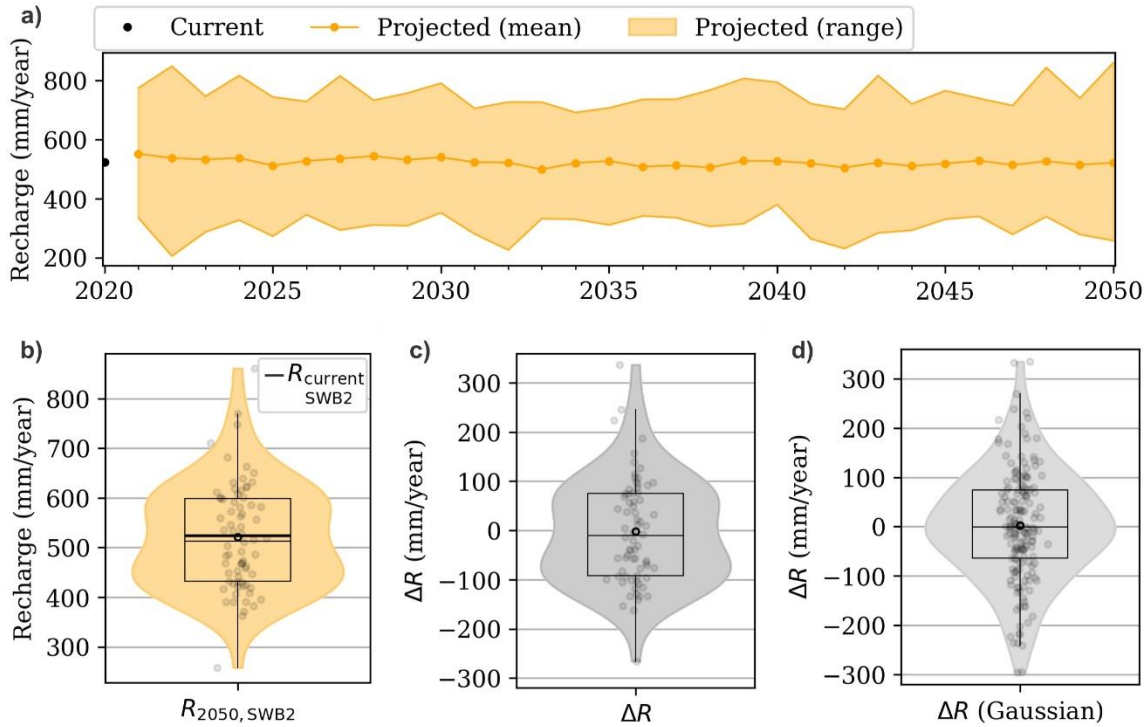 a)
Current
Projected (mean)
Projected (range)
Recharge (mm/year)
800
600
400
200
2020
2025
2030
2035
2040
2045
2050
b)
Recharge (mm/year)
800
700
600
500
400
300
R current
SWB2
R2050, SWB2
c)
ΔR (mm/year)
300
200
100
0
−100
−200
−300
ΔR
d)
ΔR (mm/year)
300
200
100
0
−100
−200
−300
ΔR (Gaussian)